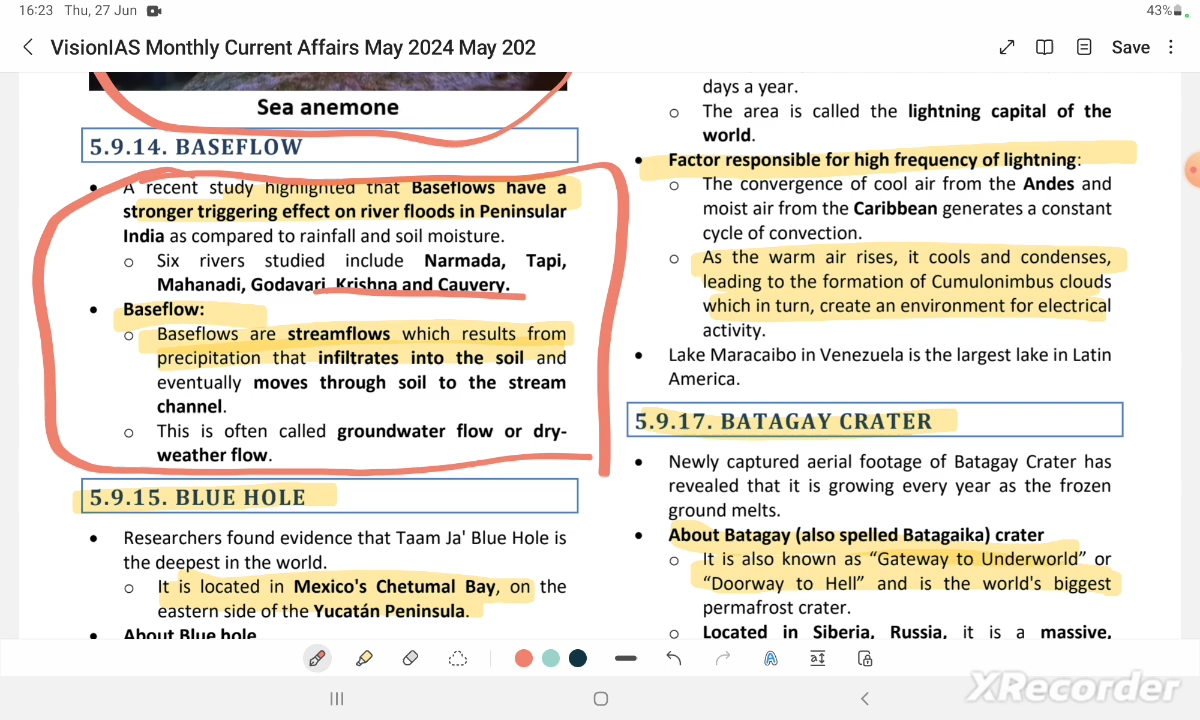 16:23 Thu, 27 Jun
43%
VisionIAS Monthly Current Affairs May 2024 May 202
Save
Sea anemone
5.9.14. BASEFLOW
• A recent study highlighted that Baseflows have a
stronger triggering effect on river floods in Peninsular
India as compared to rainfall and soil moisture.
o Six rivers studied include Narmada, Tapi,
Mahanadi, Godavari, Krishna and Cauvery.
• Baseflow:
o Baseflows are streamflows which results from
precipitation that infiltrates into the soil and
eventually moves through soil to the stream
channel.
o This is often called groundwater flow or dry-
weather flow.
5.9.15. BLUE HOLE
• Researchers found evidence that Taam Ja' Blue Hole is
the deepest in the world.
o It is located in Mexico's Chetumal Bay, on the
eastern side of the Yucatán Peninsula.
• About Blue hole
days a year.
o The area is called the lightning capital of the
world.
• Factor responsible for high frequency of lightning:
o The convergence of cool air from the Andes and
moist air from the Caribbean generates a constant
cycle of convection.
o As the warm air rises, it cools and condenses,
leading to the formation of Cumulonimbus clouds
which in turn, create an environment for electrical
activity.
• Lake Maracaibo in Venezuela is the largest lake in Latin
America.
5.9.17. BATAGAY CRATER
• Newly captured aerial footage of Batagay Crater has
revealed that it is growing every year as the frozen
ground melts.
• About Batagay (also spelled Batagaika) crater
o It is also known as “Gateway to Underworld” or
“Doorway to Hell” and is the world's biggest
permafrost crater.
o Located in Siberia, Russia, it is a massive,
XRecorder